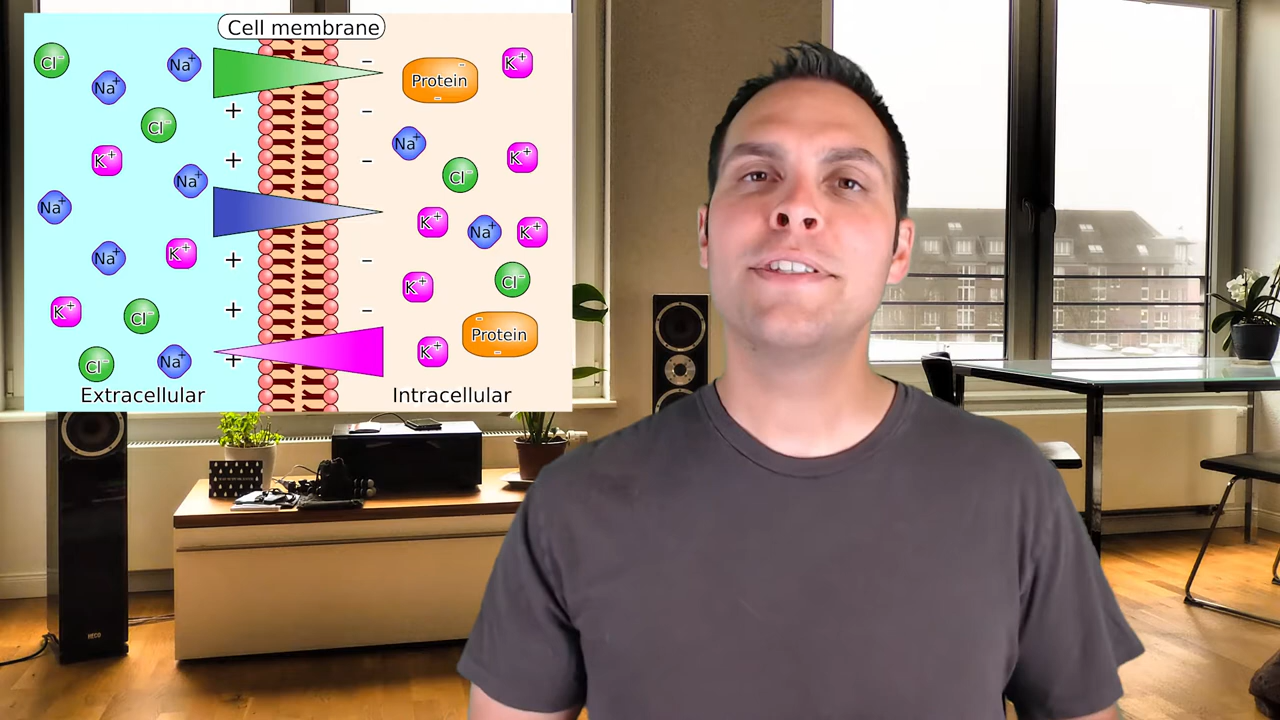 Cell membrane
Cl⁻
Na⁺
Na⁺
Cl⁻
K⁺
Na⁺
Na⁺
Na⁺
K⁺
K⁺
Cl⁻
Cl⁻
Na⁺
+
+
+
+
+
–
–
–
–
–
Protein
–
–
K⁺
Na⁺
K⁺
Cl⁻
K⁺
Na⁺
K⁺
K⁺
Cl⁻
Protein
–
–
K⁺
Extracellular
Intracellular
HECO